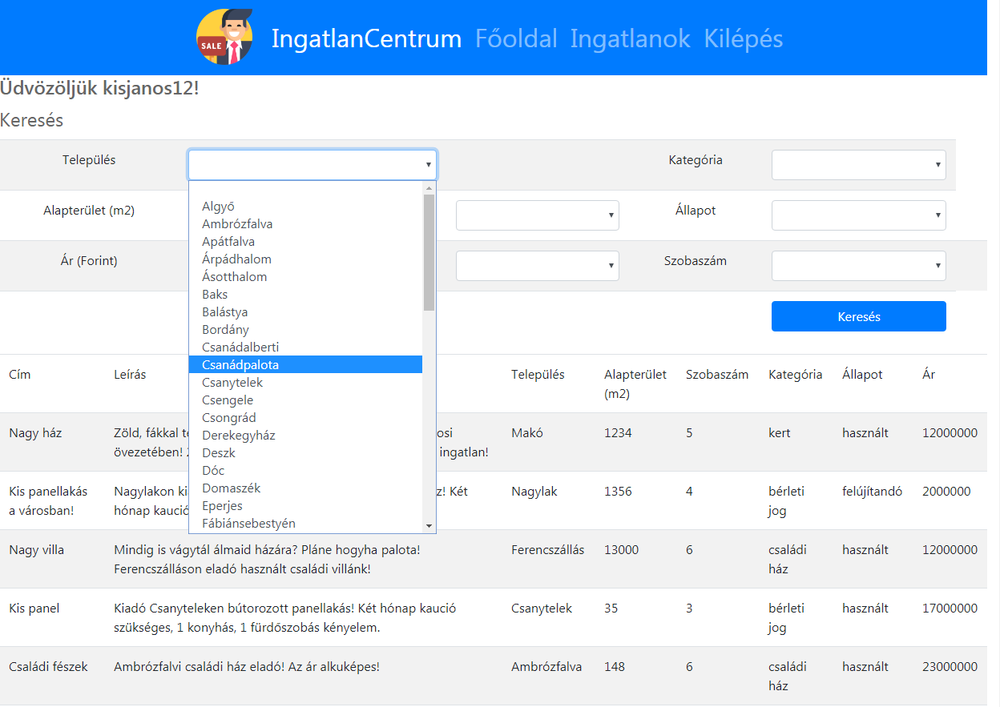 SALE
IngatlanCentrum Főoldal Ingatlanok Kilépés
Üdvözöljük kisjanos12!
Keresés
Település
Kategória
Alapterület (m2)
Állapot
Ár (Forint)
Szobaszám
Keresés
Algyő
Ambrózfalva
Apátfalva
Árpádhalom
Ásotthalom
Baks
Balástya
Bordány
Csanádalberti
Csanádpalota
Csanytelek
Csengele
Csongrád
Derekegyház
Deszk
Dóc
Domaszék
Eperjes
Fábiánsebestyén
Cím Leírás Település Alapterület Szobaszám Kategória Állapot Ár
(m2)
Nagy ház Zöld, fákkal osi Makó 1234 5 kert használt 12000000
övezetében! ingatlan!
Kis panellakás Nagylakon Két Nagylak 1356 4 bérleti felújítandó 2000000
a városban! hónap kaució jog
Nagy villa Mindig is vágytál álmaid házára? Pláne hogyha palota! Ferencszállás 13000 6 családi használt 12000000
Ferencszálláson eladó használt családi villánk! ház
Kis panel Kiadó Csanyteleken bútorozott panellakás! Két hónap kaució Csanytelek 35 3 bérleti használt 17000000
szükséges, 1 konyhás, 1 fürdőszobás kényelem. jog
Családi fészek Ambrózfalvi családi ház eladó! Az ár alkuképes! Ambrózfalva 148 6 családi használt 23000000
ház